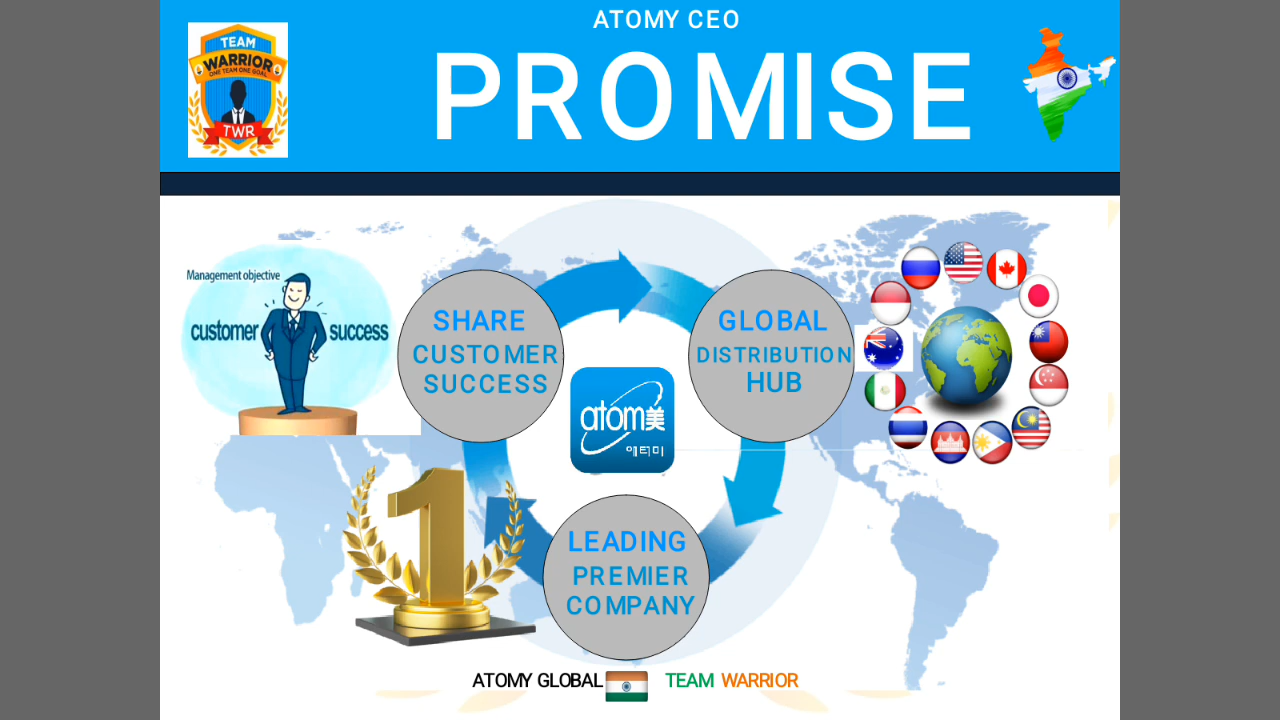 ATOMY CEO
PROMISE
TEAM
WARRIOR
ONE TEAM ONE GOAL
TWR
Management objective
customer success
SHARE
CUSTOMER
SUCCESS
GLOBAL
DISTRIBUTION
HUB
atom美
애터미
1
LEADING
PREMIER
COMPANY
ATOMY GLOBAL TEAM WARRIOR